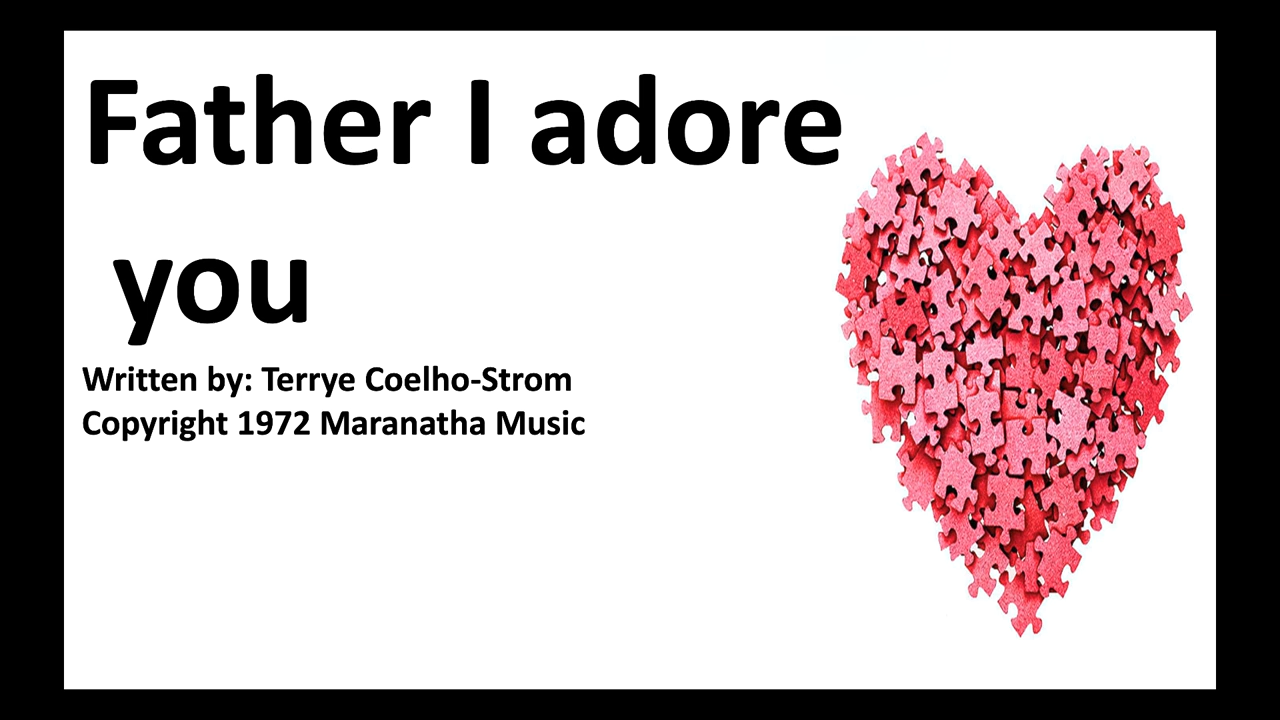 Father I adore
you
Written by: Terrye Coelho-Strom
Copyright 1972 Maranatha Music